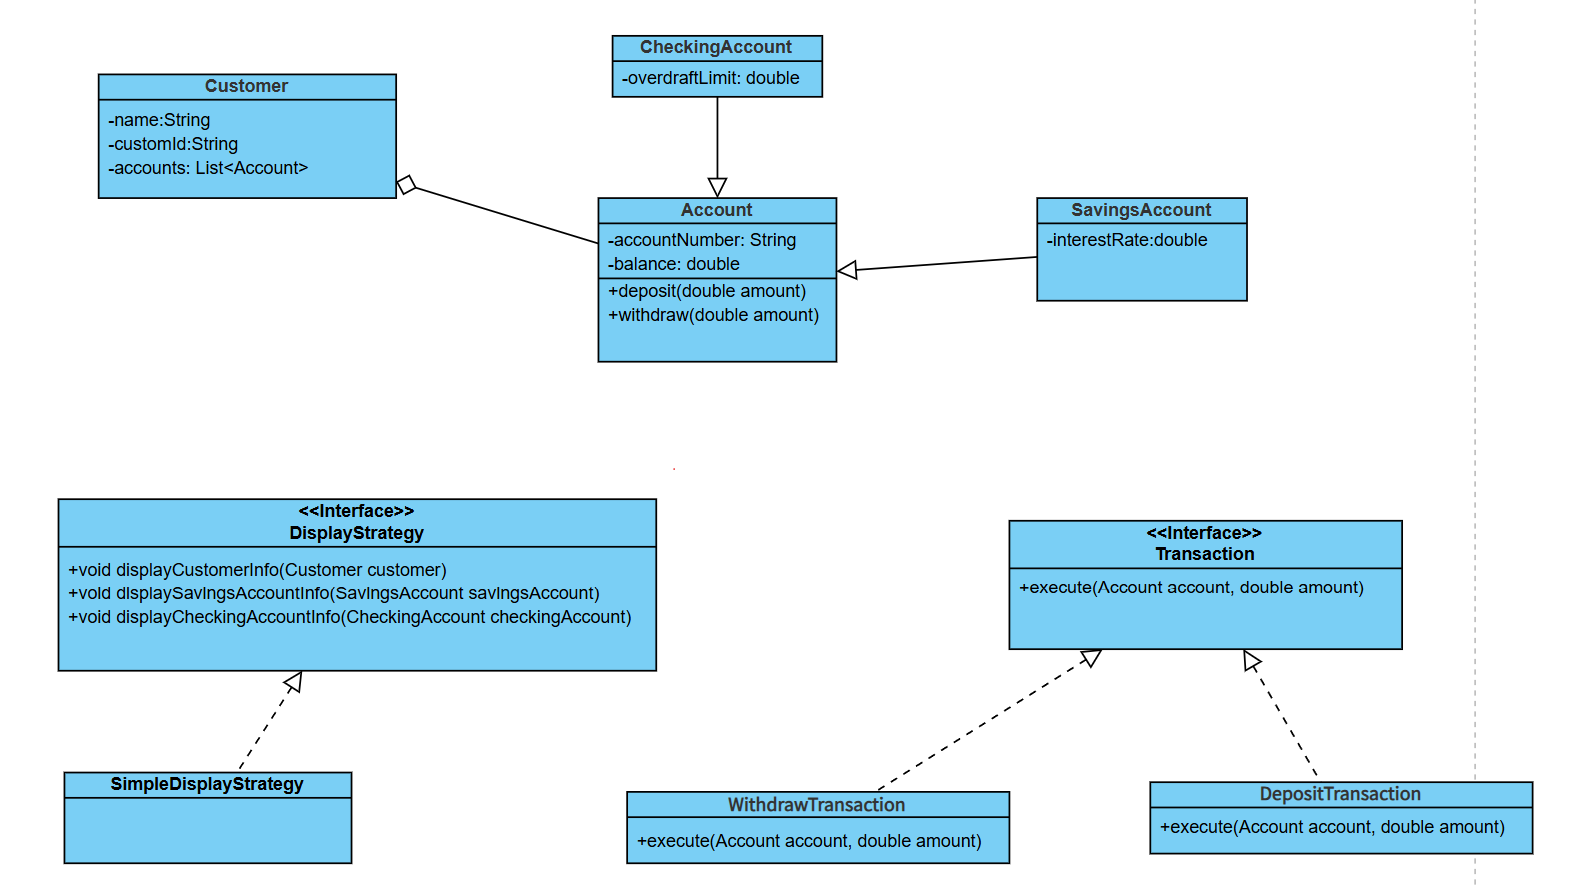 CheckingAccount
-overdraftLimit: double
Customer
-name:String
-customId:String
-accounts: List<Account>
Account
-accountNumber: String
-balance: double
+deposit(double amount)
+withdraw(double amount)
SavingsAccount
-interestRate:double
<<Interface>>
DisplayStrategy
+void displayCustomerInfo(Customer customer)
+void displaySavingsAccountInfo(SavingsAccount savingsAccount)
+void displayCheckingAccountInfo(CheckingAccount checkingAccount)
<<Interface>>
Transaction
+execute(Account account, double amount)
SimpleDisplayStrategy
WithdrawTransaction
+execute(Account account, double amount)
DepositTransaction
+execute(Account account, double amount)